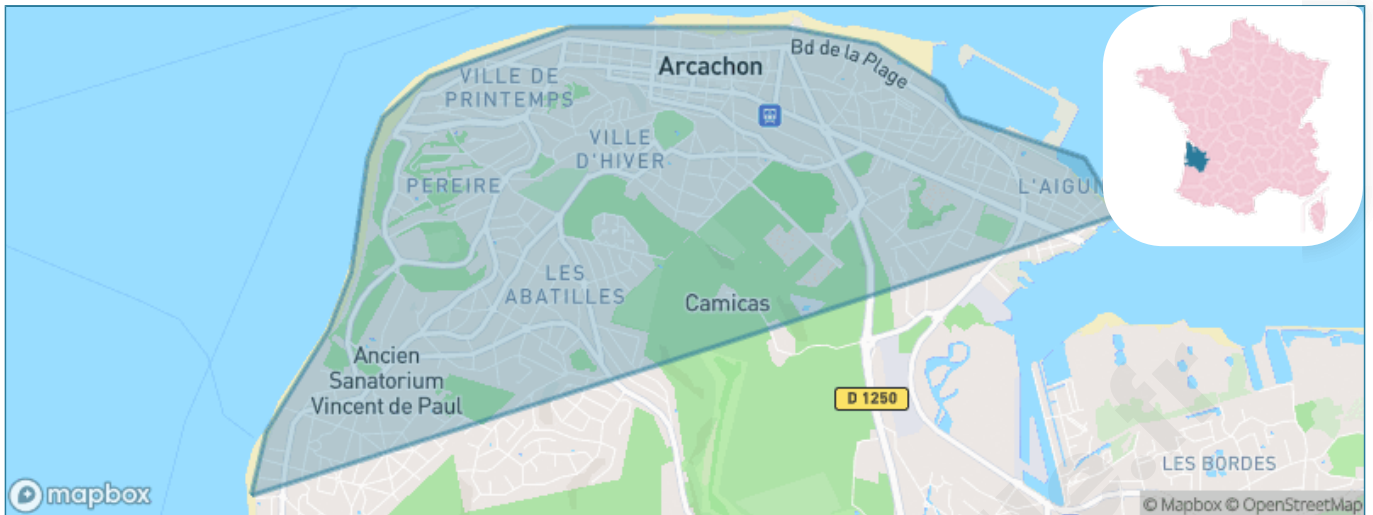 Bd de la Plage
Arcachon
VILLE DE
PRINTEMPS
VILLE
D'HIVER
PEREIRE
L'AIGUI
LES
ABATILLES
Camicas
Ancien
Sanatorium
Vincent de Paul
D 1250
LES BORDES
mapbox
© Mapbox © OpenStreetMap